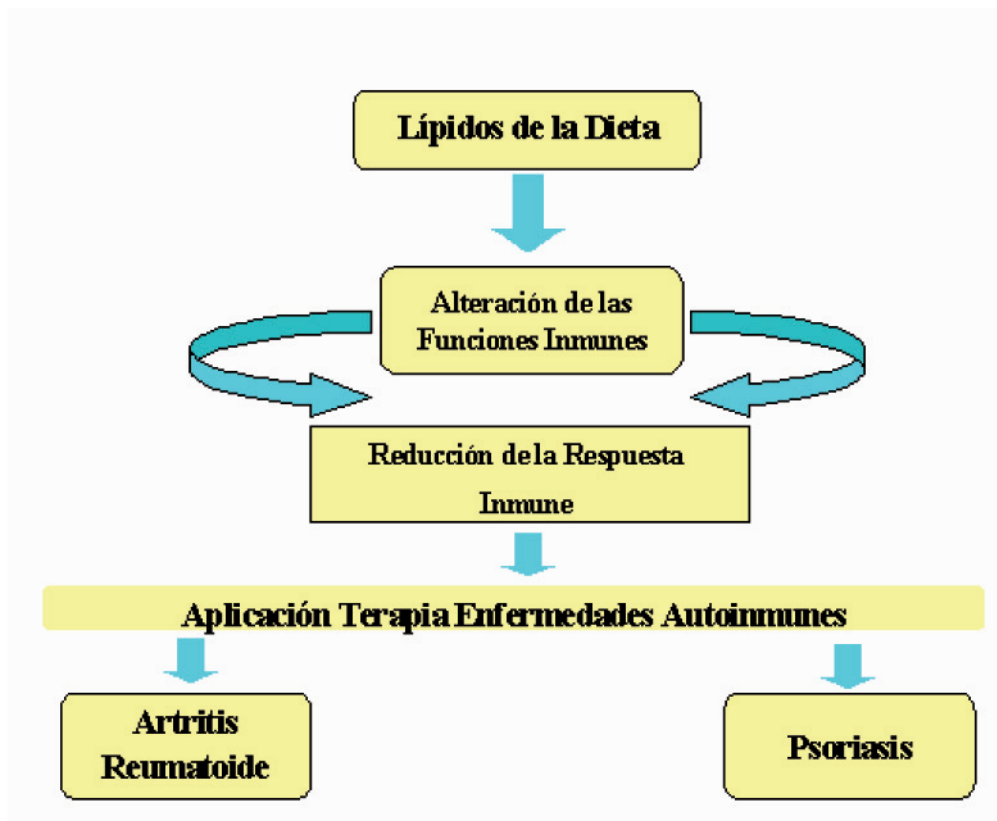 Lípidos de la Dieta
Alteración de las
Funciones Inmunes
Reducción de la Respuesta
Inmune
Aplicación Terapia Enfermedades Autoinmunes
Artritis
Reumatoide
Psoriasis